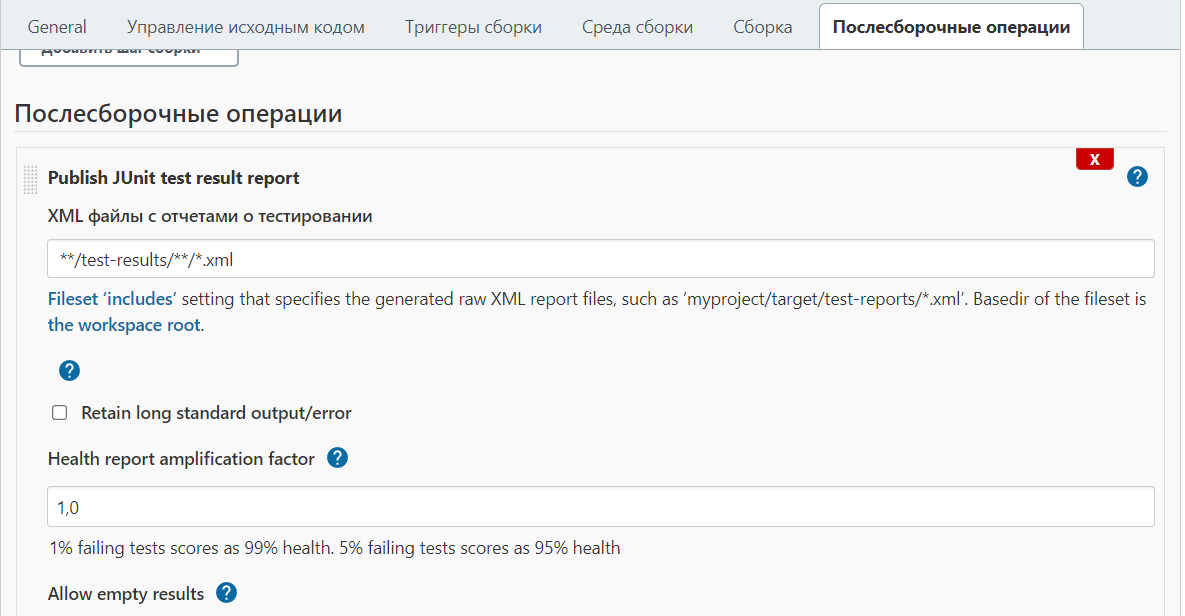 General Управление исходным кодом Триггеры сборки Среда сборки Сборка Послесборочные операции
Добавить шаг сборки
Послесборочные операции
X
Publish JUnit test result report ?
XML файлы с отчетами о тестировании
**/test-results/**/*.xml
Fileset ‘includes’ setting that specifies the generated raw XML report files, such as ‘myproject/target/test-reports/*.xml’. Basedir of the fileset is
the workspace root.
?
Retain long standard output/error
Health report amplification factor ?
1,0
1% failing tests scores as 99% health. 5% failing tests scores as 95% health
Allow empty results ?